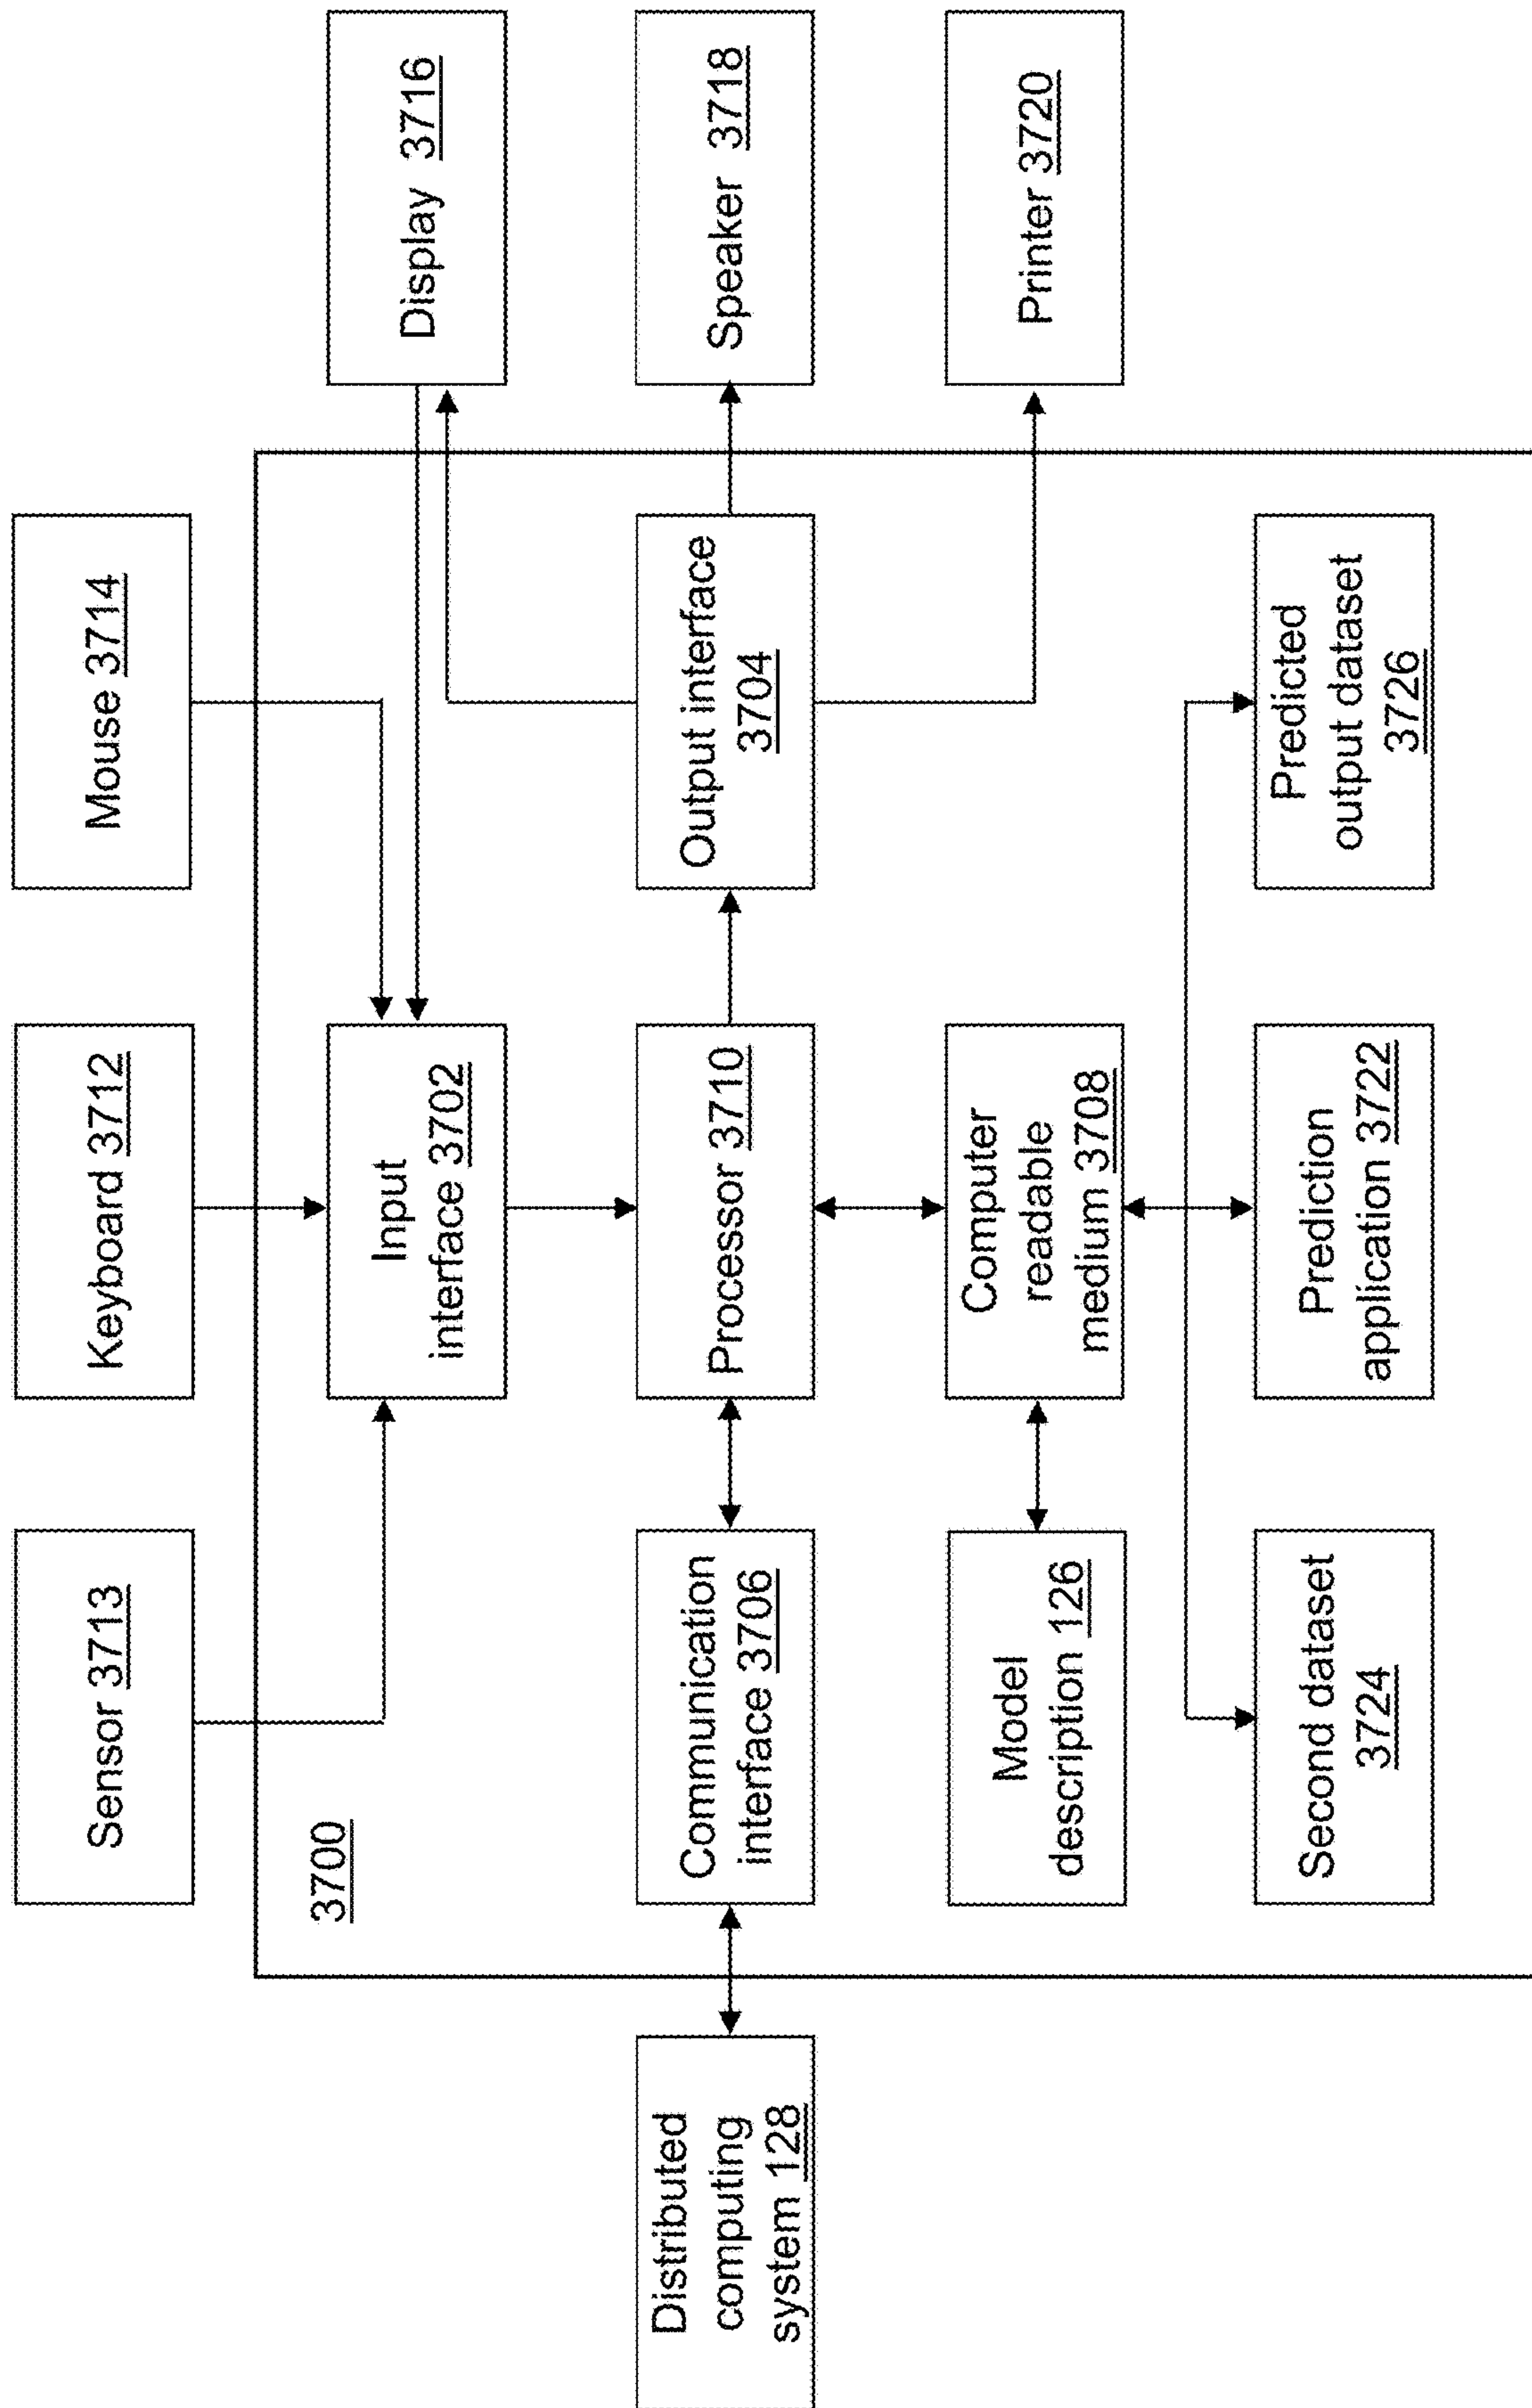 Sensor 3713
Keyboard 3712
Mouse 3714
3700
Input
interface 3702
Display 3716
Distributed
computing
system 128
Communication
interface 3706
Processor 3710
Output interface
3704
Speaker 3718
Model
description 126
Computer
readable
medium 3708
Printer 3720
Second dataset
3724
Prediction
application 3722
Predicted
output dataset
3726